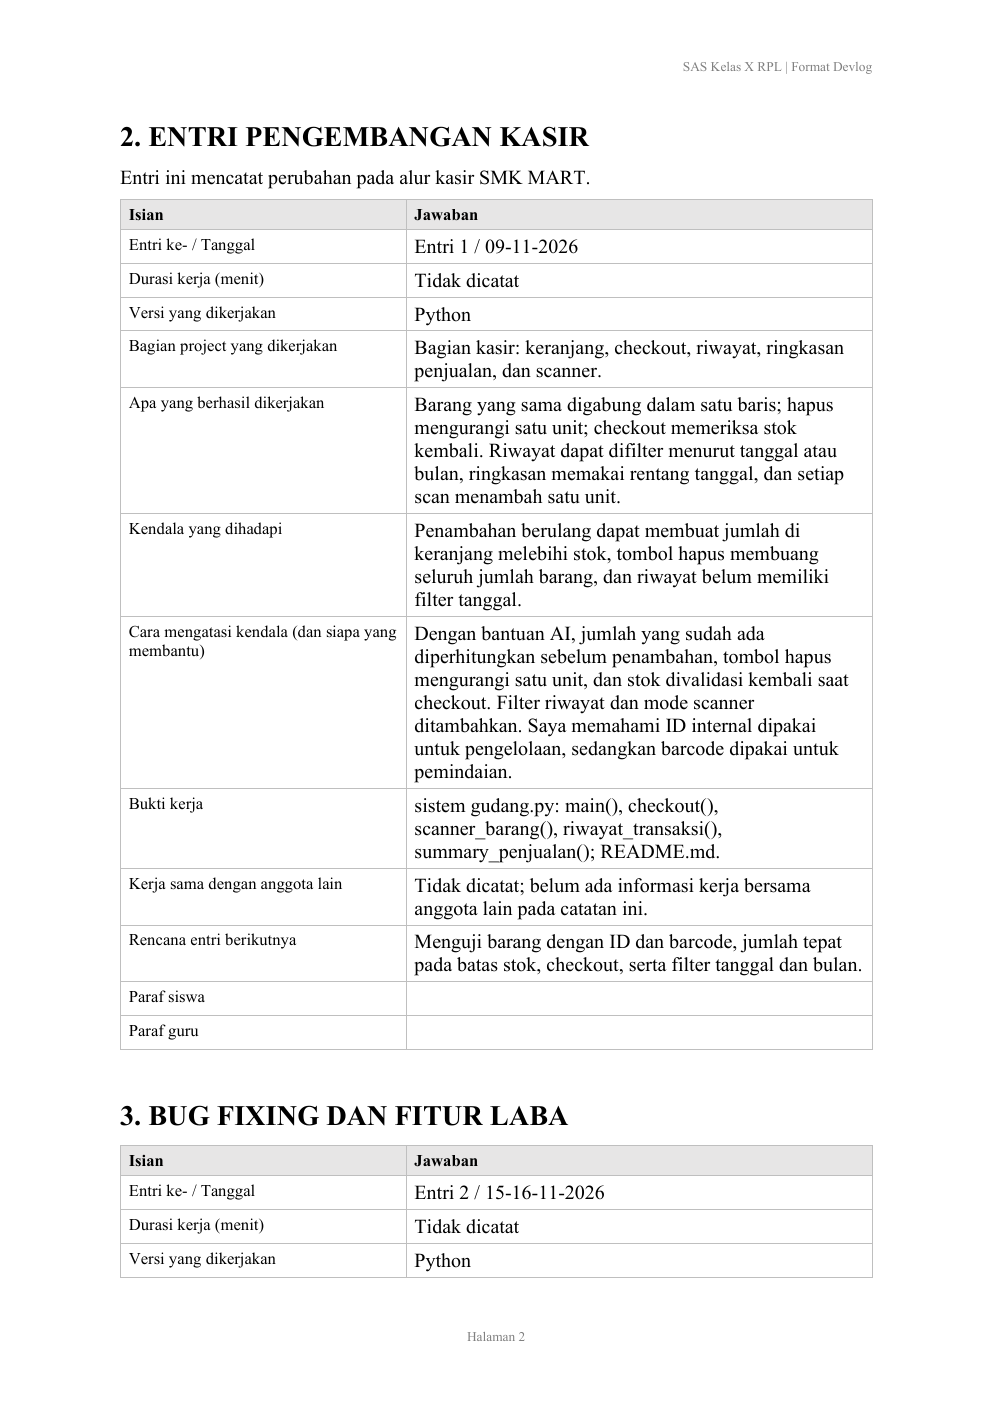 SAS Kelas X RPL | Format Devlog
2. ENTRI PENGEMBANGAN KASIR
Entri ini mencatat perubahan pada alur kasir SMK MART.
Isian
Jawaban
Entri ke- / Tanggal
Entri 1 / 09-11-2026
Durasi kerja (menit)
Tidak dicatat
Versi yang dikerjakan
Python
Bagian project yang dikerjakan
Bagian kasir: keranjang, checkout, riwayat, ringkasan
penjualan, dan scanner.
Apa yang berhasil dikerjakan
Barang yang sama digabung dalam satu baris; hapus
mengurangi satu unit; checkout memeriksa stok
kembali. Riwayat dapat difilter menurut tanggal atau
bulan, ringkasan memakai rentang tanggal, dan setiap
scan menambah satu unit.
Kendala yang dihadapi
Penambahan berulang dapat membuat jumlah di
keranjang melebihi stok, tombol hapus membuang
seluruh jumlah barang, dan riwayat belum memiliki
filter tanggal.
Cara mengatasi kendala (dan siapa yang
membantu)
Dengan bantuan AI, jumlah yang sudah ada
diperhitungkan sebelum penambahan, tombol hapus
mengurangi satu unit, dan stok divalidasi kembali saat
checkout. Filter riwayat dan mode scanner
ditambahkan. Saya memahami ID internal dipakai
untuk pengelolaan, sedangkan barcode dipakai untuk
pemindaian.
Bukti kerja
sistem gudang.py: main(), checkout(),
scanner_barang(), riwayat_transaksi(),
summary_penjualan(); README.md.
Kerja sama dengan anggota lain
Tidak dicatat; belum ada informasi kerja bersama
anggota lain pada catatan ini.
Rencana entri berikutnya
Menguji barang dengan ID dan barcode, jumlah tepat
pada batas stok, checkout, serta filter tanggal dan bulan.
Paraf siswa
Paraf guru
3. BUG FIXING DAN FITUR LABA
Isian
Jawaban
Entri ke- / Tanggal
Entri 2 / 15-16-11-2026
Durasi kerja (menit)
Tidak dicatat
Versi yang dikerjakan
Python
Halaman 2